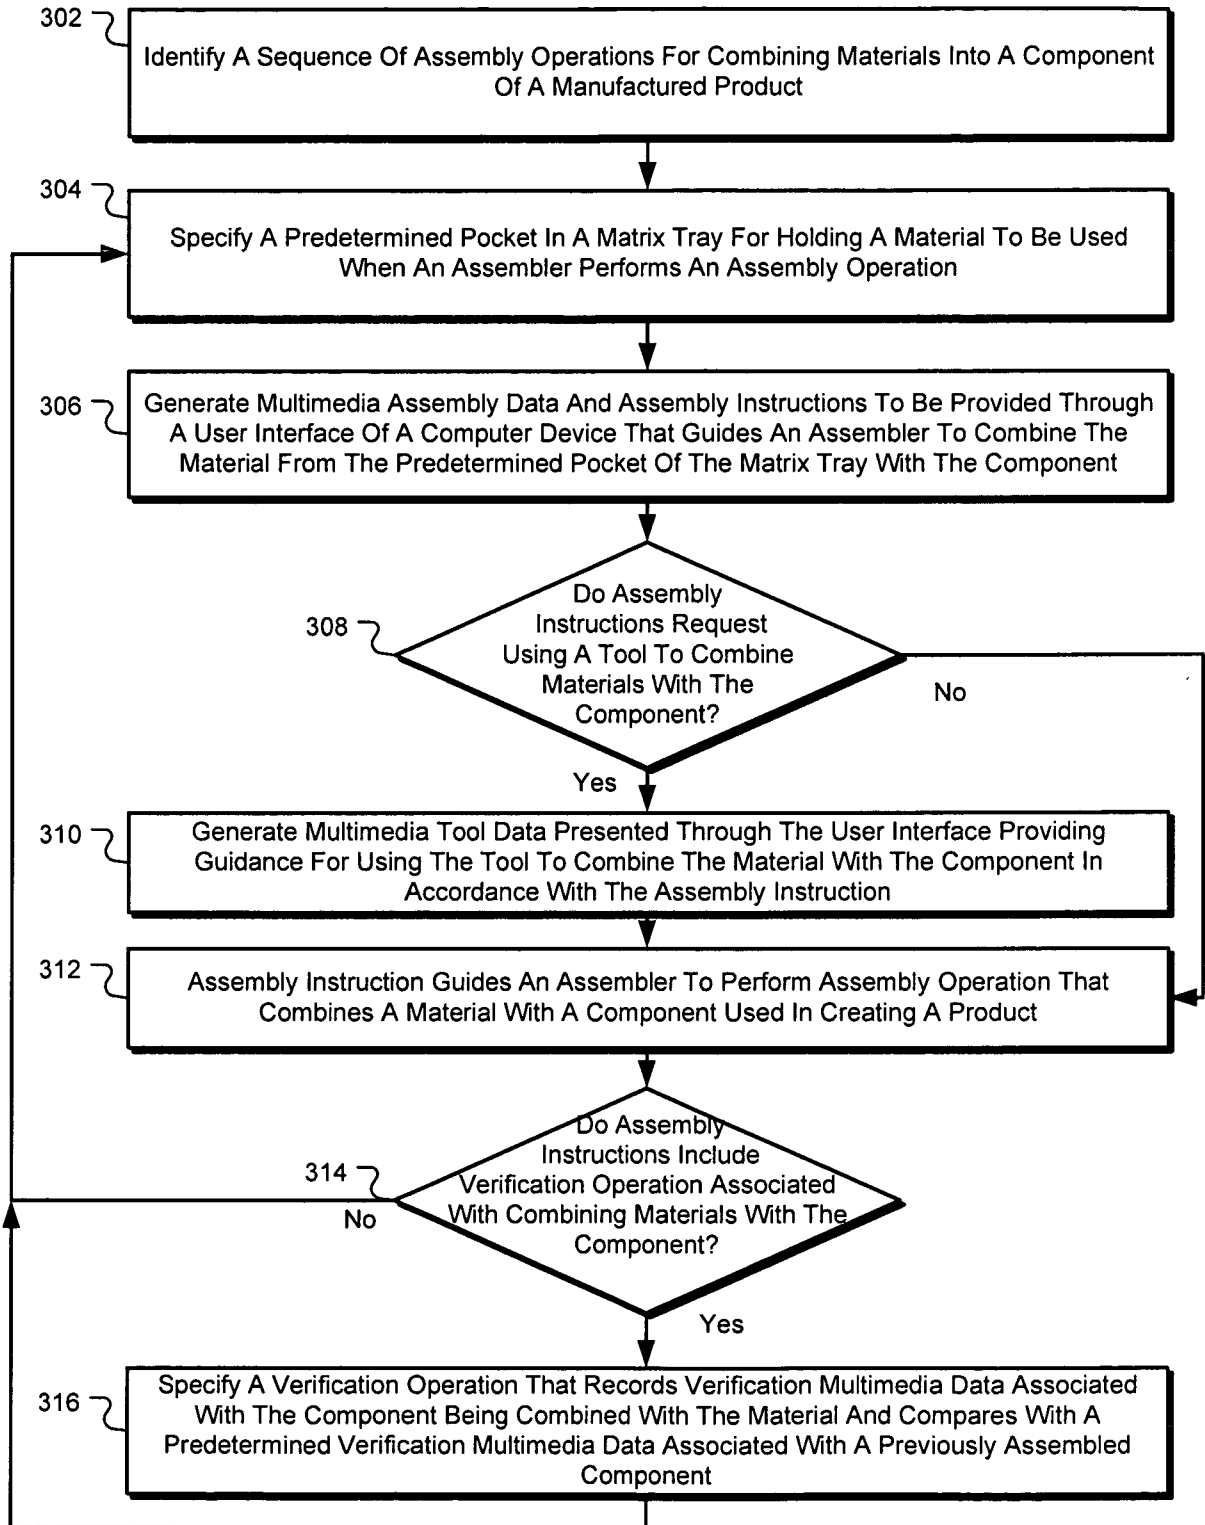 302
Identify A Sequence Of Assembly Operations For Combining Materials Into A Component
Of A Manufactured Product
304
Specify A Predetermined Pocket In A Matrix Tray For Holding A Material To Be Used
When An Assembler Performs An Assembly Operation
306
Generate Multimedia Assembly Data And Assembly Instructions To Be Provided Through
A User Interface Of A Computer Device That Guides An Assembler To Combine The
Material From The Predetermined Pocket Of The Matrix Tray With The Component
308
Do Assembly
Instructions Request
Using A Tool To Combine
Materials With The
Component?
No
Yes
310
Generate Multimedia Tool Data Presented Through The User Interface Providing
Guidance For Using The Tool To Combine The Material With The Component In
Accordance With The Assembly Instruction
312
Assembly Instruction Guides An Assembler To Perform Assembly Operation That
Combines A Material With A Component Used In Creating A Product
314
Do Assembly
Instructions Include
Verification Operation Associated
With Combining Materials With The
Component?
No
Yes
316
Specify A Verification Operation That Records Verification Multimedia Data Associated
With The Component Being Combined With The Material And Compares With A
Predetermined Verification Multimedia Data Associated With A Previously Assembled
Component